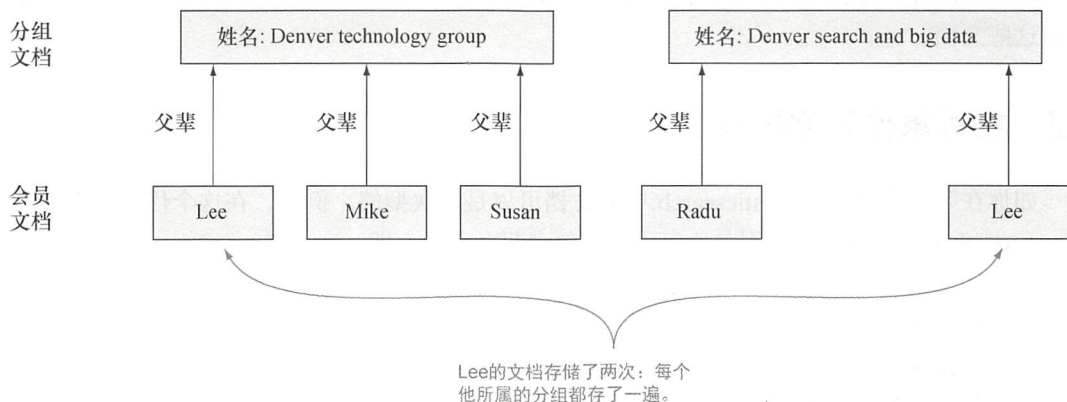 分组
文档
姓名: Denver technology group
姓名: Denver search and big data
父辈
父辈
父辈
父辈
父辈
会员
文档
Lee
Mike
Susan
Radu
Lee
Lee的文档存储了两次：每个
他所属的分组都存了一遍。